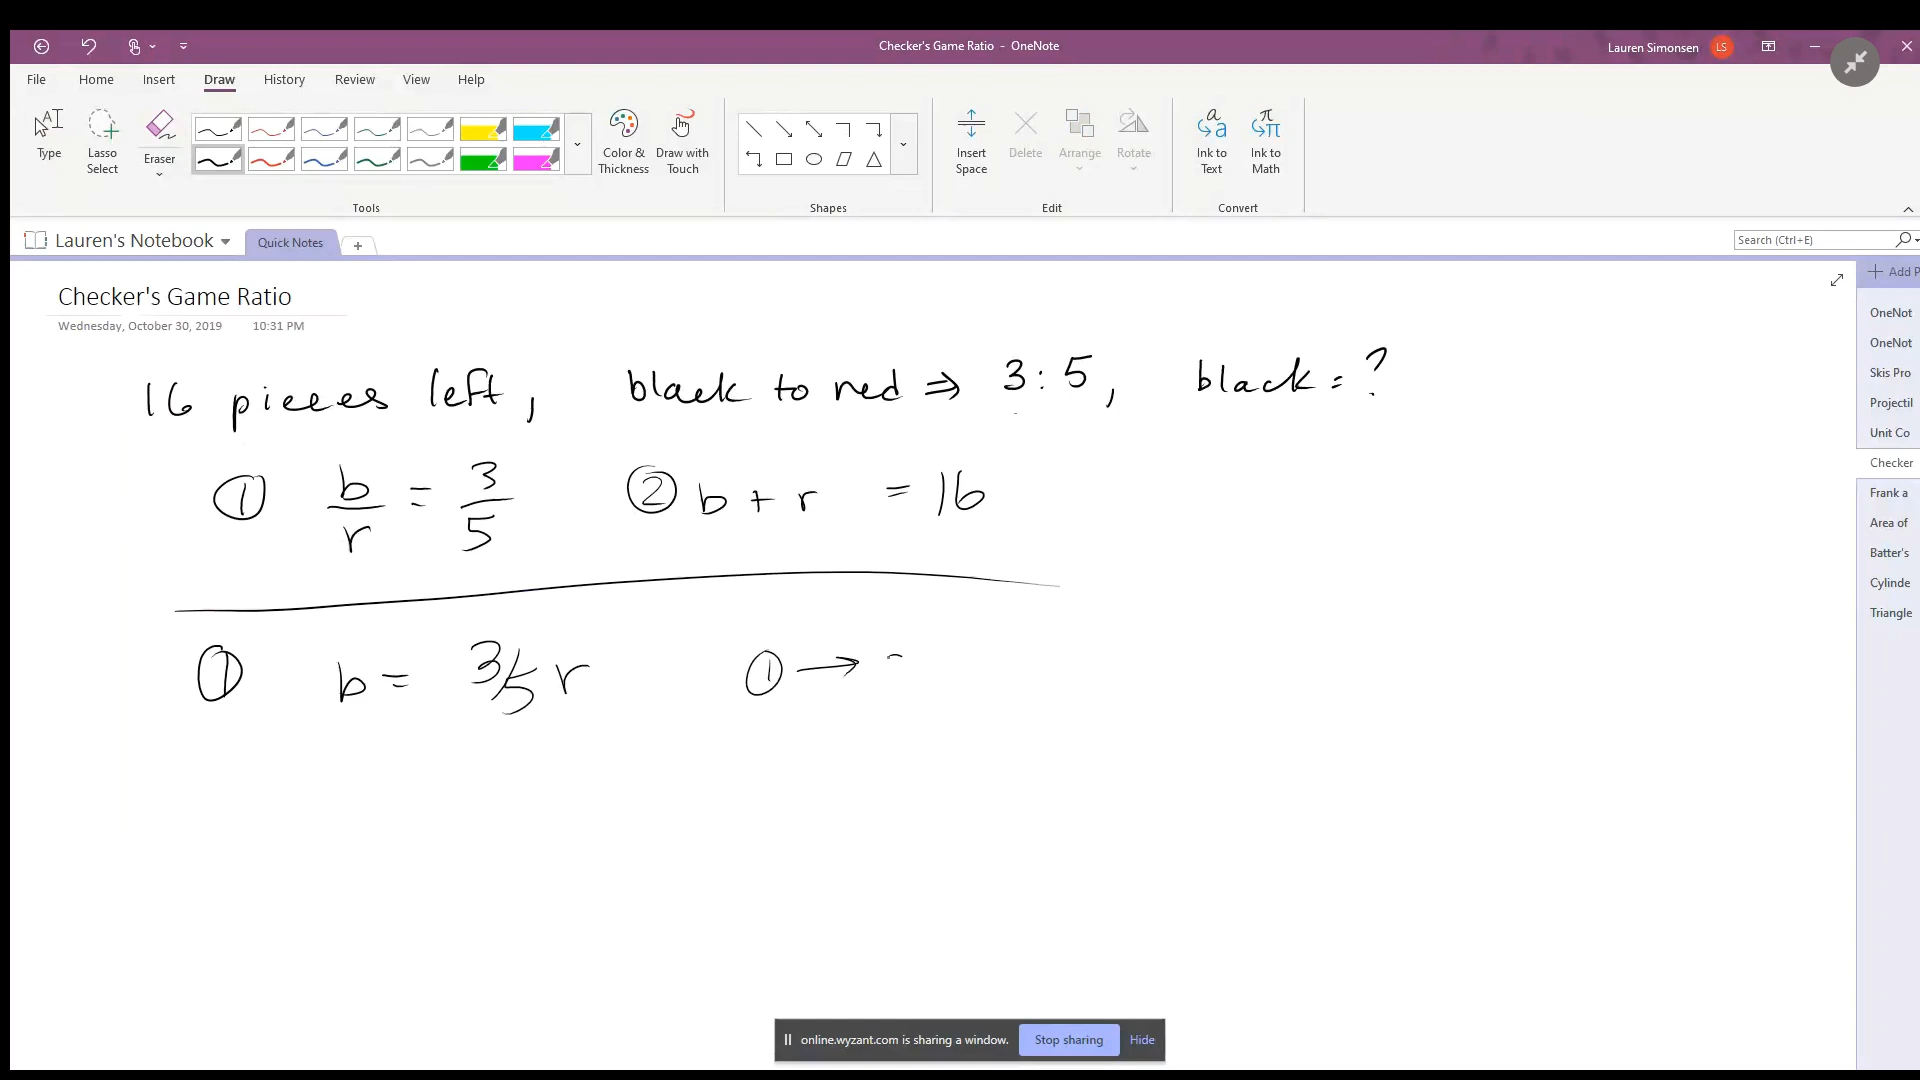 Checker's Game Ratio - OneNote
Lauren Simonsen LS
File Home Insert Draw History Review View Help
Type Lasso Select Eraser Color & Thickness Draw with Touch Insert Space Delete Arrange Rotate Ink to Text Ink to Math
Tools Shapes Edit Convert
Lauren's Notebook Quick Notes + Search (Ctrl+E)
Add P
Checker's Game Ratio
Wednesday, October 30, 2019 10:31 PM
16 pieces left, black to red ⇒ 3:5, black = ?
① b/r = 3/5 ② b + r = 16
① b = 3/5 r ① →
OneNot
OneNot
Skis Pro
Projectil
Unit Co
Checker
Frank a
Area of
Batter's
Cylinde
Triangle
online.wyzant.com is sharing a window. Stop sharing Hide